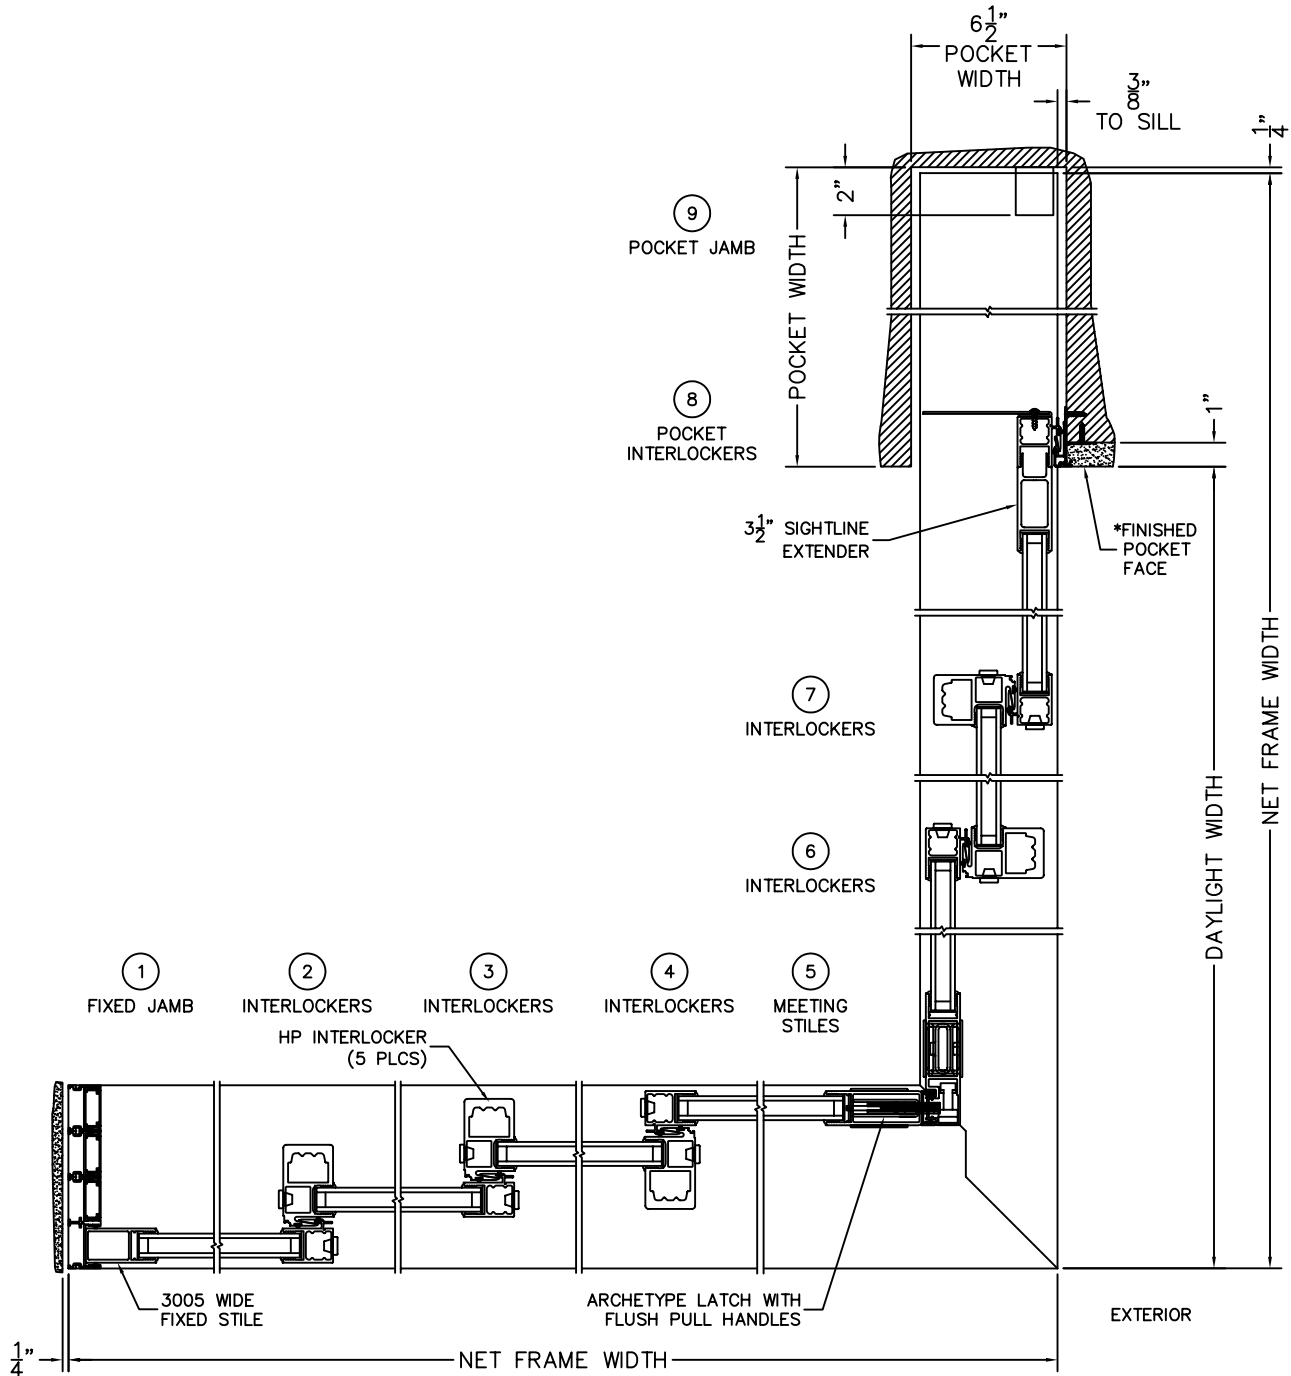 6 1/2"
POCKET
WIDTH
3/8"
TO SILL
1/4"
2"
9
POCKET JAMB
POCKET WIDTH
8
POCKET
INTERLOCKERS
1"
3 1/2" SIGHTLINE
EXTENDER
*FINISHED
POCKET
FACE
NET FRAME WIDTH
7
INTERLOCKERS
DAYLIGHT WIDTH
6
INTERLOCKERS
1
FIXED JAMB
2
INTERLOCKERS
3
INTERLOCKERS
4
INTERLOCKERS
5
MEETING
STILES
HP INTERLOCKER
(5 PLCS)
3005 WIDE
FIXED STILE
ARCHETYPE LATCH WITH
FLUSH PULL HANDLES
EXTERIOR
1/4"
NET FRAME WIDTH